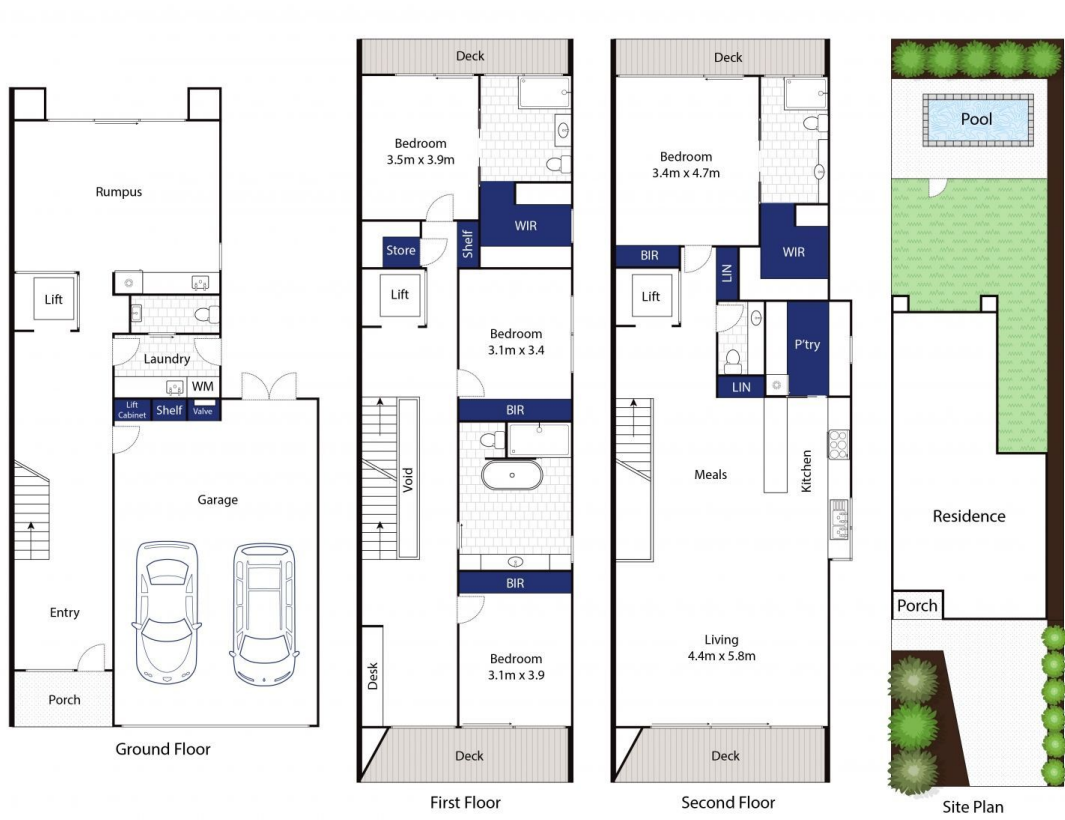 Rumpus
Lift
Laundry
WM
Lift
Cabinet
Shelf
Valve
Garage
Entry
Porch
Ground Floor
Deck
Bedroom
3.5m x 3.9m
WIR
Store
Shelf
Lift
Bedroom
3.1m x 3.4
BIR
Void
BIR
Bedroom
3.1m x 3.9
Desk
Deck
First Floor
Deck
Bedroom
3.4m x 4.7m
BIR
LIN
WIR
Lift
P'try
LIN
Meals
Kitchen
Living
4.4m x 5.8m
Deck
Second Floor
Pool
Residence
Porch
Site Plan